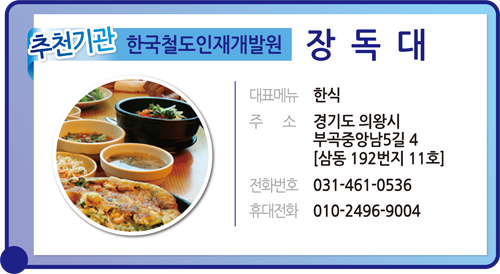 추천기관 한국철도인재개발원 장독대
대표메뉴 한식
주 소 경기도 의왕시
부곡중앙남5길 4
[삼동 192번지 11호]
전화번호 031-461-0536
휴대전화 010-2496-9004